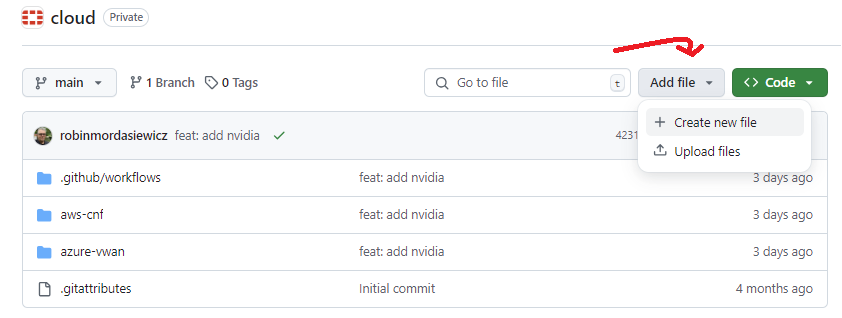 cloud Private
main 1 Branch 0 Tags Go to file t Add file Code
Create new file
Upload files
robinmordasiewicz feat: add nvidia 4231
.github/workflows feat: add nvidia 3 days ago
aws-cnf feat: add nvidia 3 days ago
azure-vwan feat: add nvidia 3 days ago
.gitattributes Initial commit 4 months ago